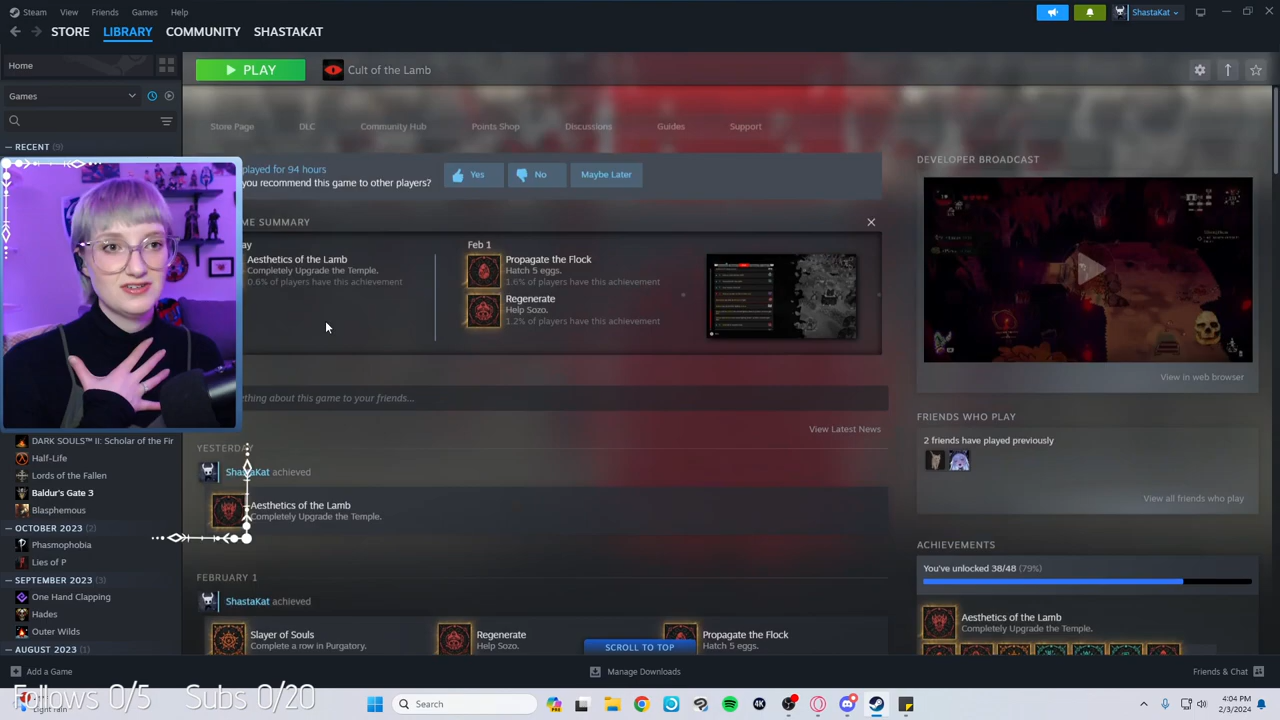 Steam View Friends Games Help
ShastaKat
STORE LIBRARY COMMUNITY SHASTAKAT
Home
PLAY
Cult of the Lamb
Games
Store Page DLC Community Hub Points Shop Discussions Guides Support
RECENT (9)
played for 94 hours
you recommend this game to other players?
Yes
No
Maybe Later
ME SUMMARY
ay
Aesthetics of the Lamb
Completely Upgrade the Temple.
0.6% of players have this achievement
Feb 1
Propagate the Flock
Hatch 5 eggs.
1.6% of players have this achievement
Regenerate
Help Sozo.
1.2% of players have this achievement
ething about this game to your friends...
View Latest News
YESTERDAY
ShastaKat achieved
Aesthetics of the Lamb
Completely Upgrade the Temple.
FEBRUARY 1
ShastaKat achieved
Slayer of Souls
Complete a row in Purgatory.
Regenerate
Help Sozo.
Propagate the Flock
Hatch 5 eggs.
SCROLL TO TOP
DEVELOPER BROADCAST
View in web browser
FRIENDS WHO PLAY
2 friends have played previously
View all friends who play
ACHIEVEMENTS
You've unlocked 38/48 (79%)
Aesthetics of the Lamb
Completely Upgrade the Temple.
DARK SOULS™ II: Scholar of the Fir
Half-Life
Lords of the Fallen
Baldur's Gate 3
Blasphemous
OCTOBER 2023 (2)
Phasmophobia
Lies of P
SEPTEMBER 2023 (3)
One Hand Clapping
Hades
Outer Wilds
AUGUST 2023 (1)
Add a Game
Manage Downloads
Friends & Chat
Follows 0/5 Subs 0/20
Light rain
Search
4:04 PM
2/3/2024